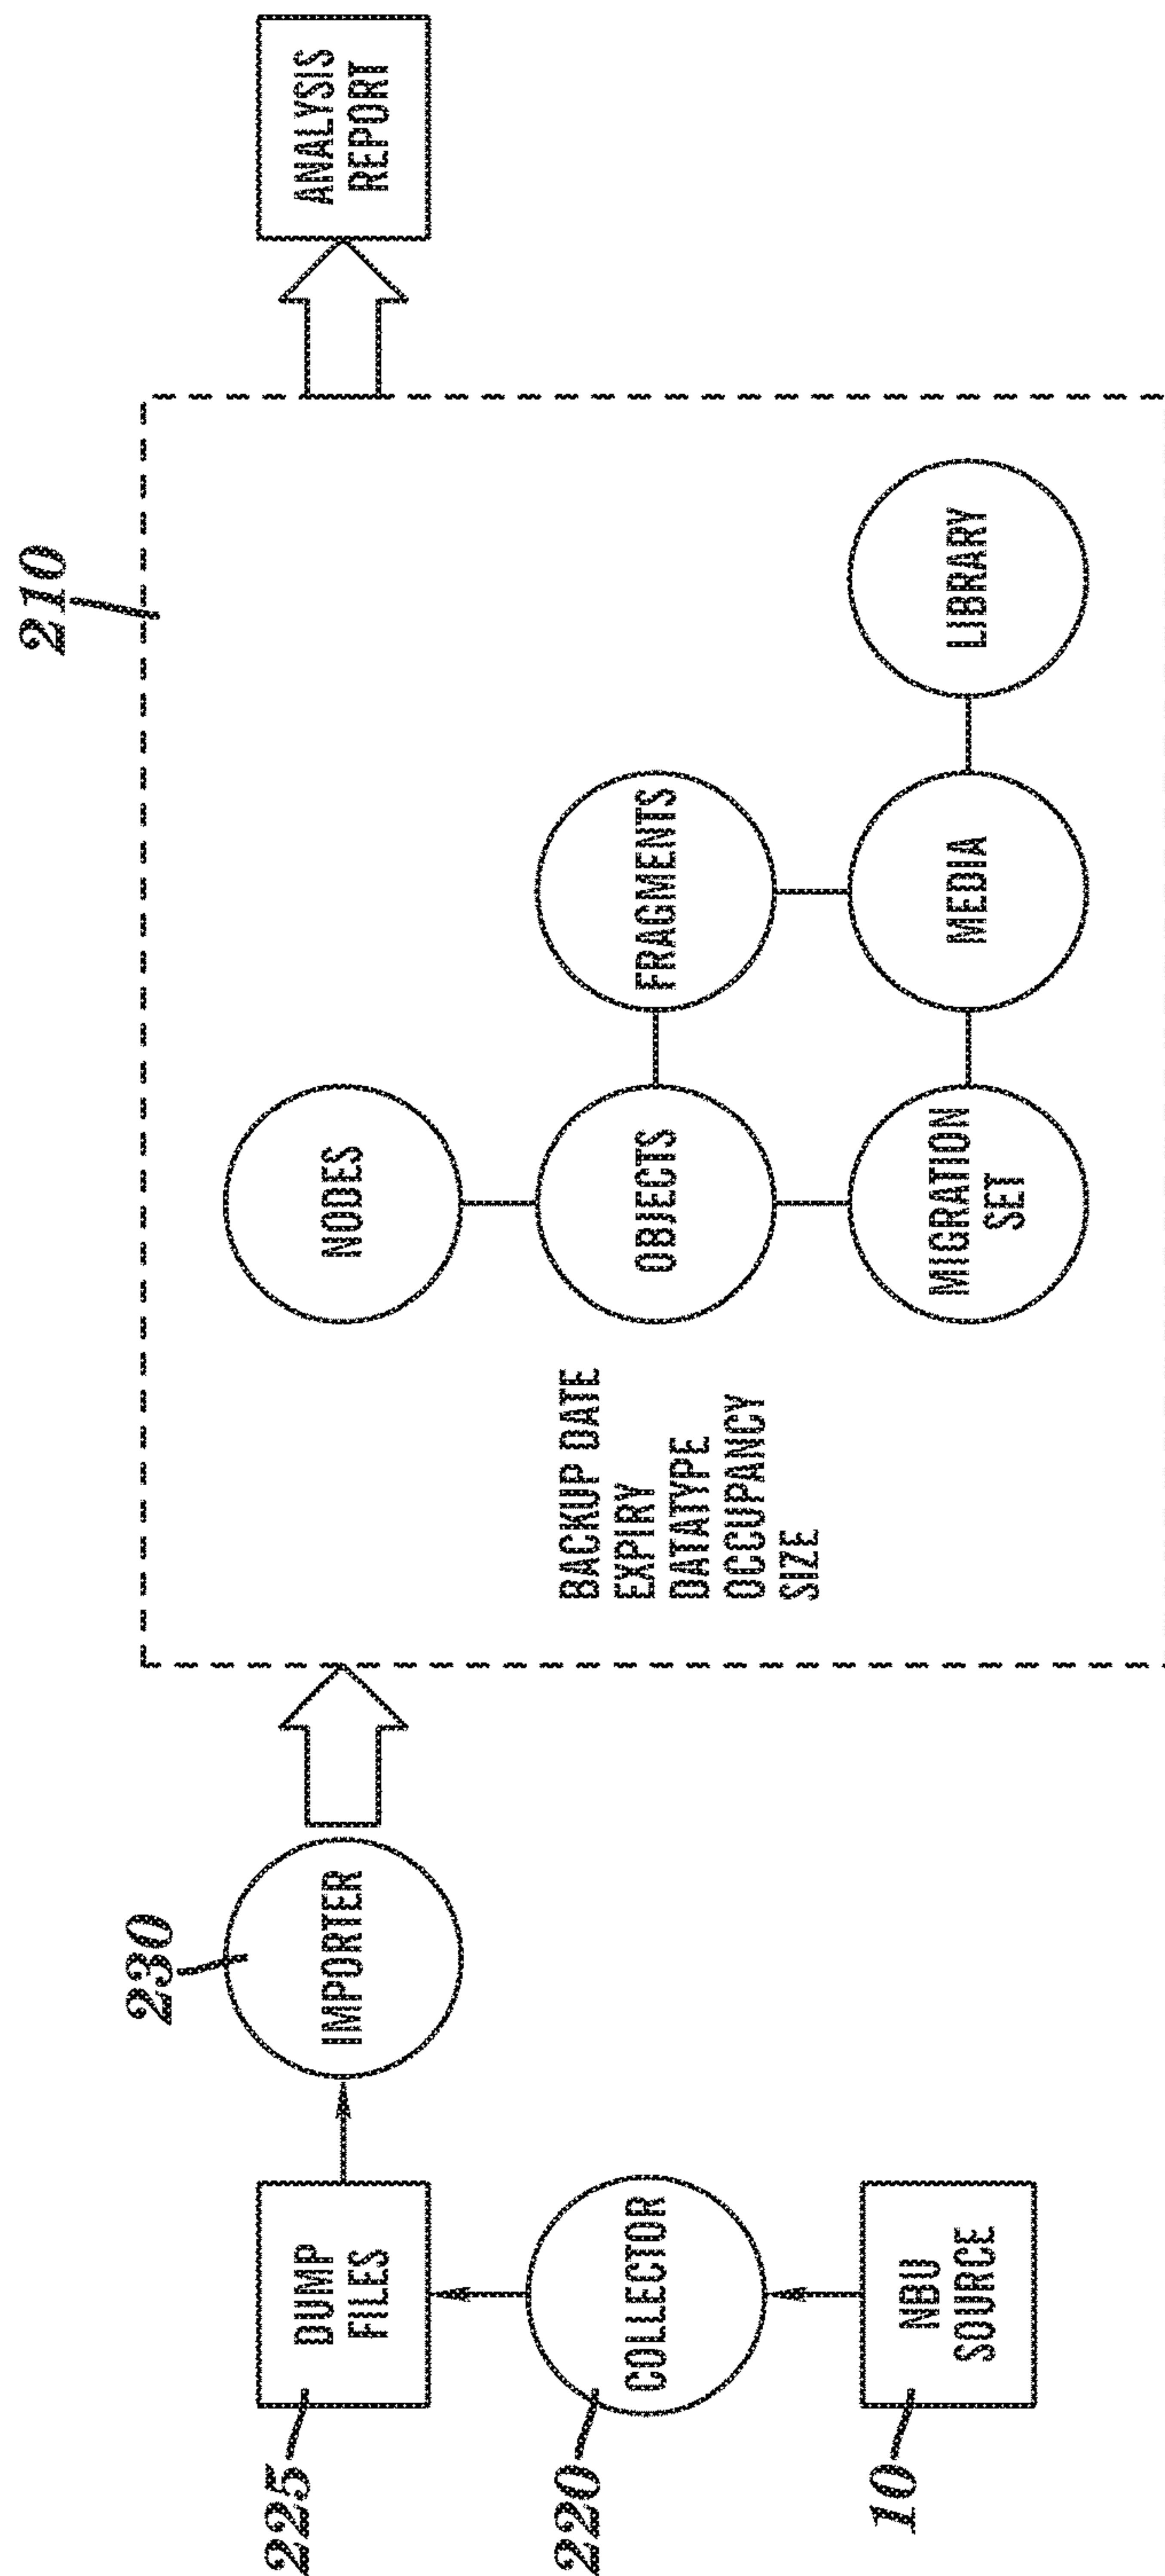 210
ANALYSIS
REPORT
230
IMPORTER
NODES
225
DUMP
FILES
BACKUP DATE
EXPIRY
DATATYPE
OCCUPANCY
SIZE
OBJECTS
FRAGMENTS
220
COLLECTOR
MIGRATION
SET
MEDIA
LIBRARY
10
NBU
SOURCE